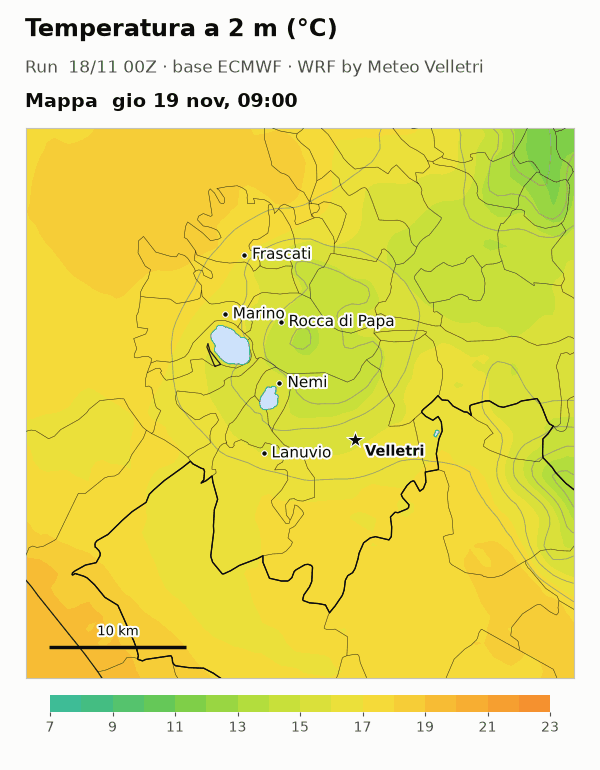 Temperatura a 2 m (°C)
Run  18/11 00Z · base ECMWF · WRF by Meteo Velletri
Mappa  gio 19 nov, 09:00
Frascati
Marino
Rocca di Papa
Nemi
Velletri
Lanuvio
10 km
7 9 11 13 15 17 19 21 23